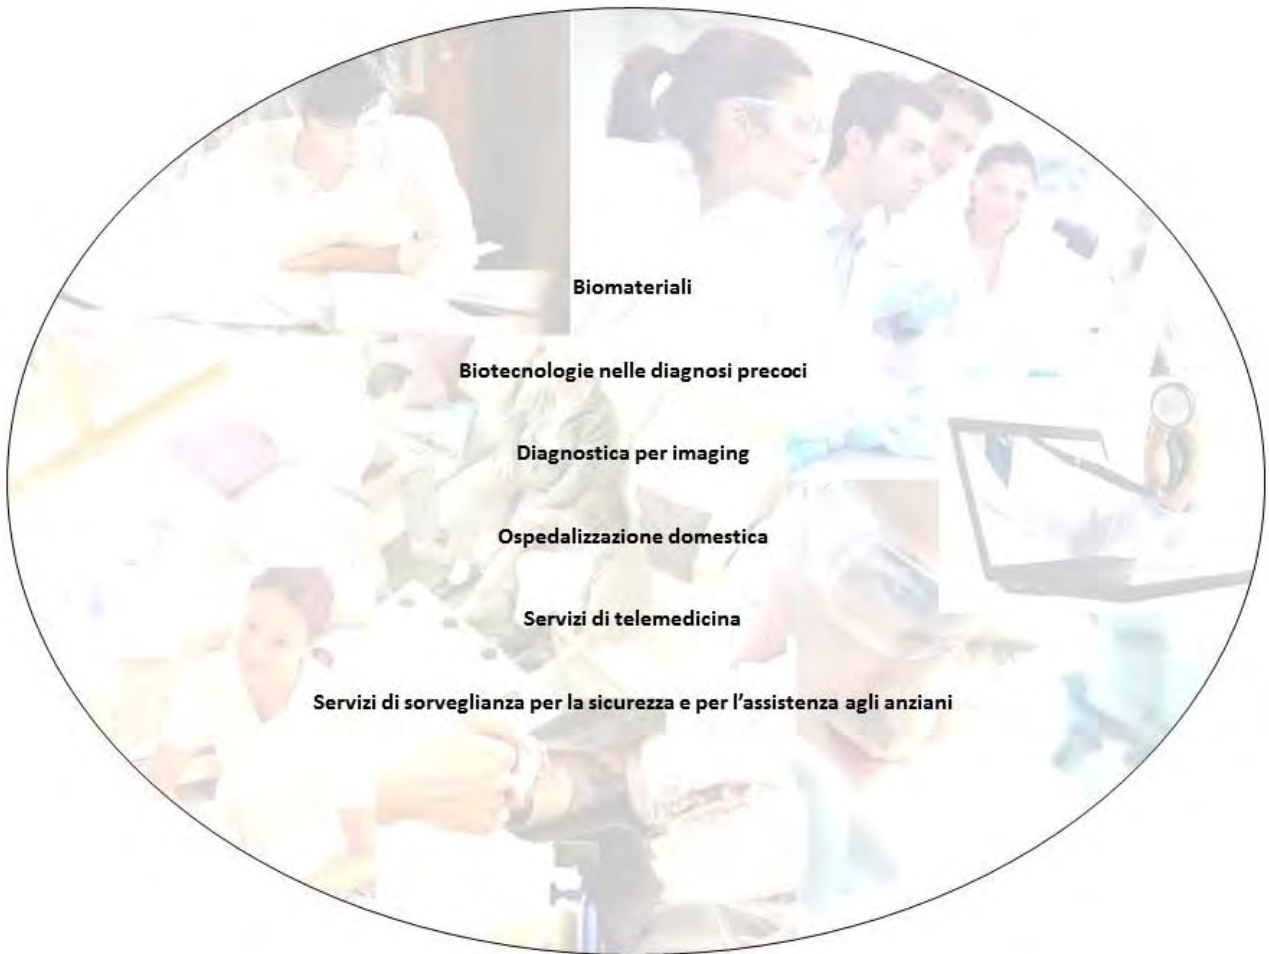 Biomateriali
Biotecnologie nelle diagnosi precoci
Diagnostica per imaging
Ospedalizzazione domestica
Servizi di telemedicina
Servizi di sorveglianza per la sicurezza e per l’assistenza agli anziani